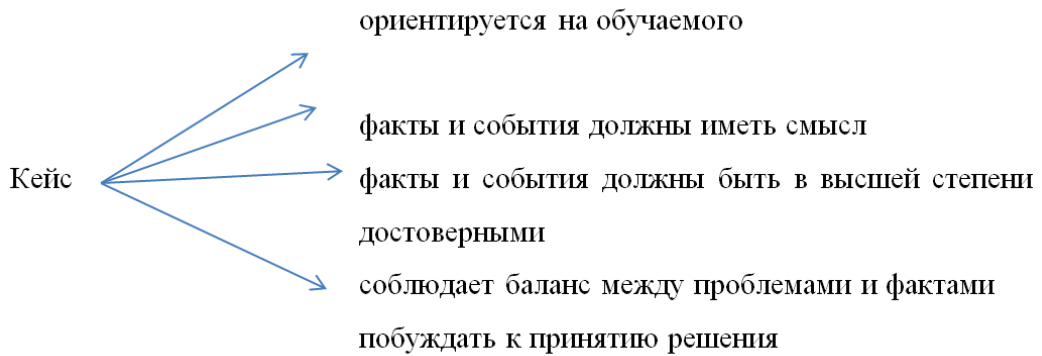 ориентируется на обучаемого
факты и события должны иметь смысл
Кейс
факты и события должны быть в высшей степени
достоверными
соблюдает баланс между проблемами и фактами
побуждать к принятию решения